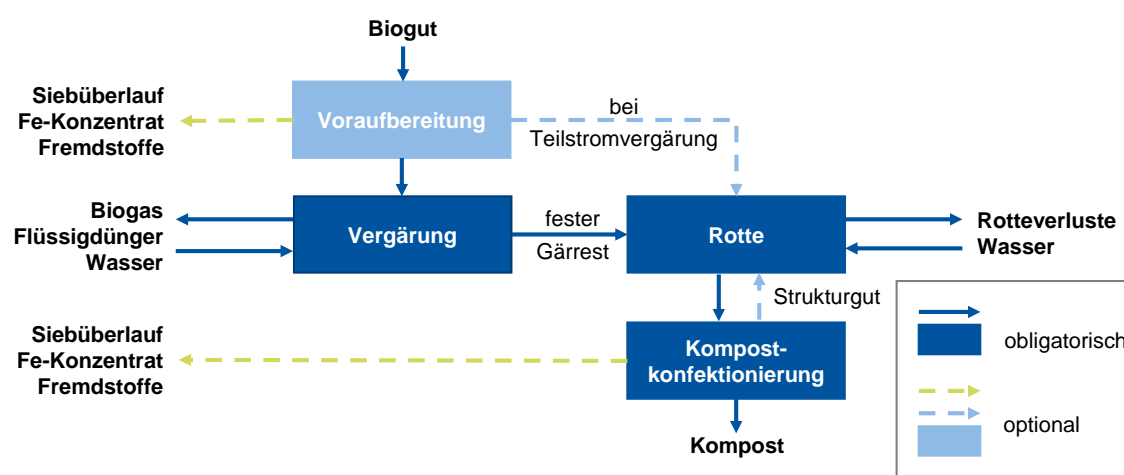 Biogut
Siebüberlauf
Fe-Konzentrat
Fremdstoffe
Voraufbereitung
bei
Teilstromvergärung
Biogas
Flüssigdünger
Wasser
Vergärung
fester
Gärrest
Rotte
Rotteverluste
Wasser
Strukturgut
Siebüberlauf
Fe-Konzentrat
Fremdstoffe
Kompost-
konfektionierung
Kompost
obligatorisch
optional